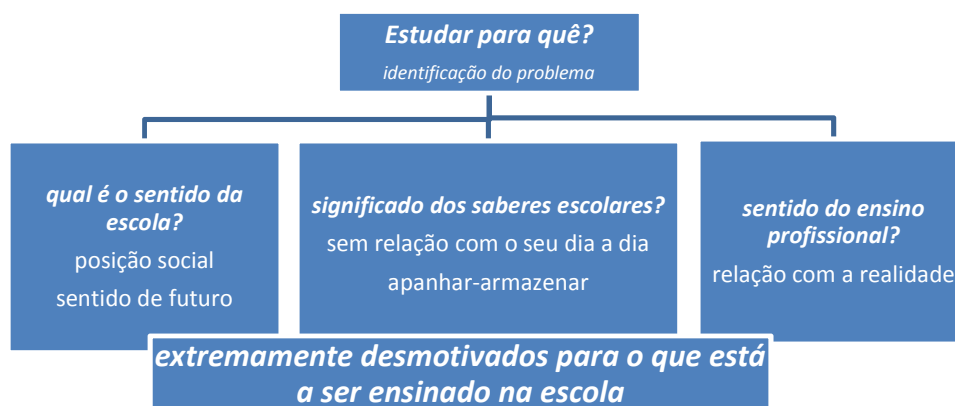 Estudar para quê?
identificação do problema
qual é o sentido da
escola?
posição social
sentido de futuro
significado dos saberes escolares?
sem relação com o seu dia a dia
apanhar-armazenar
sentido do ensino
profissional?
relação com a realidade
extremamente desmotivados para o que está
a ser ensinado na escola